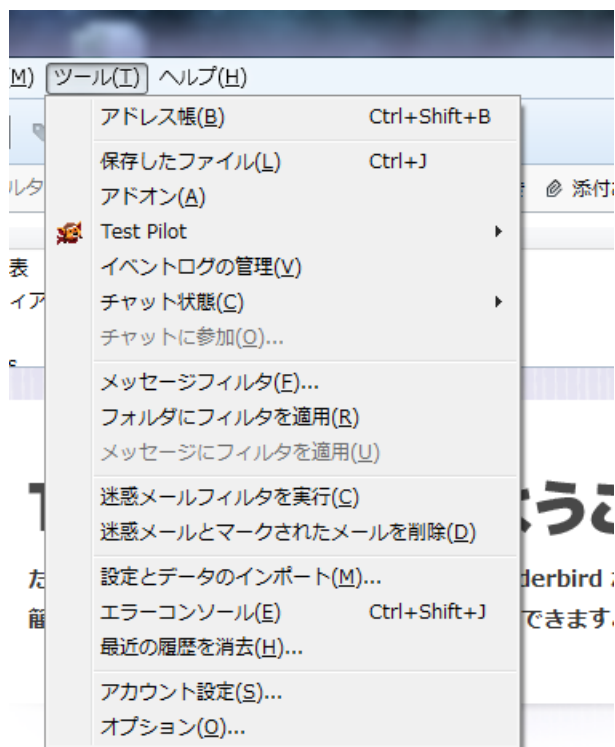 M) ツール(T) ヘルプ(H)
アドレス帳(B) Ctrl+Shift+B
保存したファイル(L) Ctrl+J
ルタ
アドオン(A)
添付
Test Pilot
表
イベントログの管理(V)
ィア
チャット状態(C)
チャットに参加(O)...
メッセージフィルタ(F)...
フォルダにフィルタを適用(R)
メッセージにフィルタを適用(U)
迷惑メールフィルタを実行(C)
迷惑メールとマークされたメールを削除(D)
ようこ
設定とデータのインポート(M)...
た
derbird
エラーコンソール(E) Ctrl+Shift+J
簡
できます。
最近の履歴を消去(H)...
アカウント設定(S)...
オプション(O)...